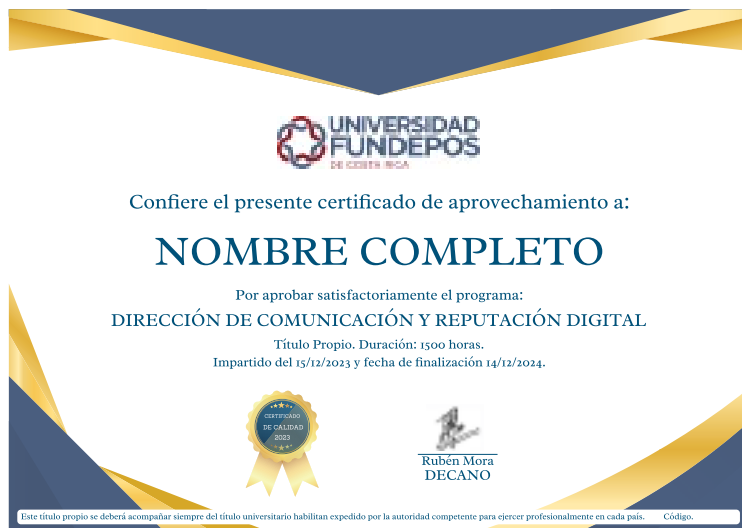 UNIVERSIDAD
FUNDEPOS
DE COSTA RICA
Confiere el presente certificado de aprovechamiento a:
NOMBRE COMPLETO
Por aprobar satisfactoriamente el programa:
DIRECCIÓN DE COMUNICACIÓN Y REPUTACIÓN DIGITAL
Título Propio. Duración: 1500 horas.
Impartido del 15/12/2023 y fecha de finalización 14/12/2024.
CERTIFICADO
DE CALIDAD
2023
Rubén Mora
DECANO
Este título propio se deberá acompañar siempre del título universitario habilitan expedido por la autoridad competente para ejercer profesionalmente en cada país. Código.